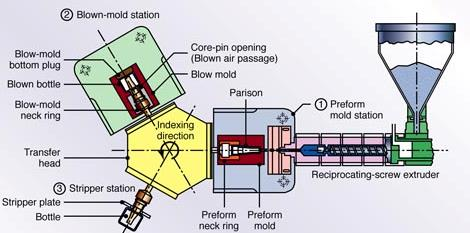 ② Blown-mold station
Blow-mold
bottom plug
Blown bottle
Blow-mold
neck ring
Core-pin opening
(Blown air passage)
Blow mold
Parison
① Preform
mold station
Indexing
direction
Transfer
head
Reciprocating-screw extruder
③ Stripper station
Stripper plate
Bottle
Preform
neck ring
Preform
mold